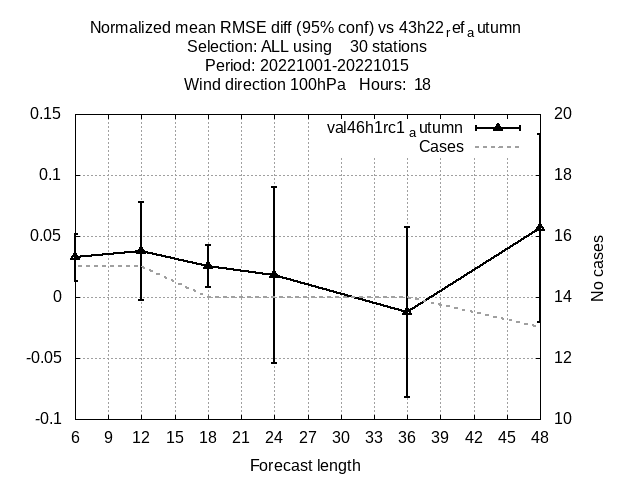 Normalized mean RMSE diff (95% conf) vs 43h22refautumn
Selection: ALL using 30 stations
Period: 20221001-20221015
Wind direction 100hPa Hours: 18
0.15
0.1
0.05
0
-0.05
-0.1
20
18
16
14
12
10
val46h1rc1autumn
Cases
No cases
6 9 12 15 18 21 24 27 30 33 36 39 42 45 48
Forecast length